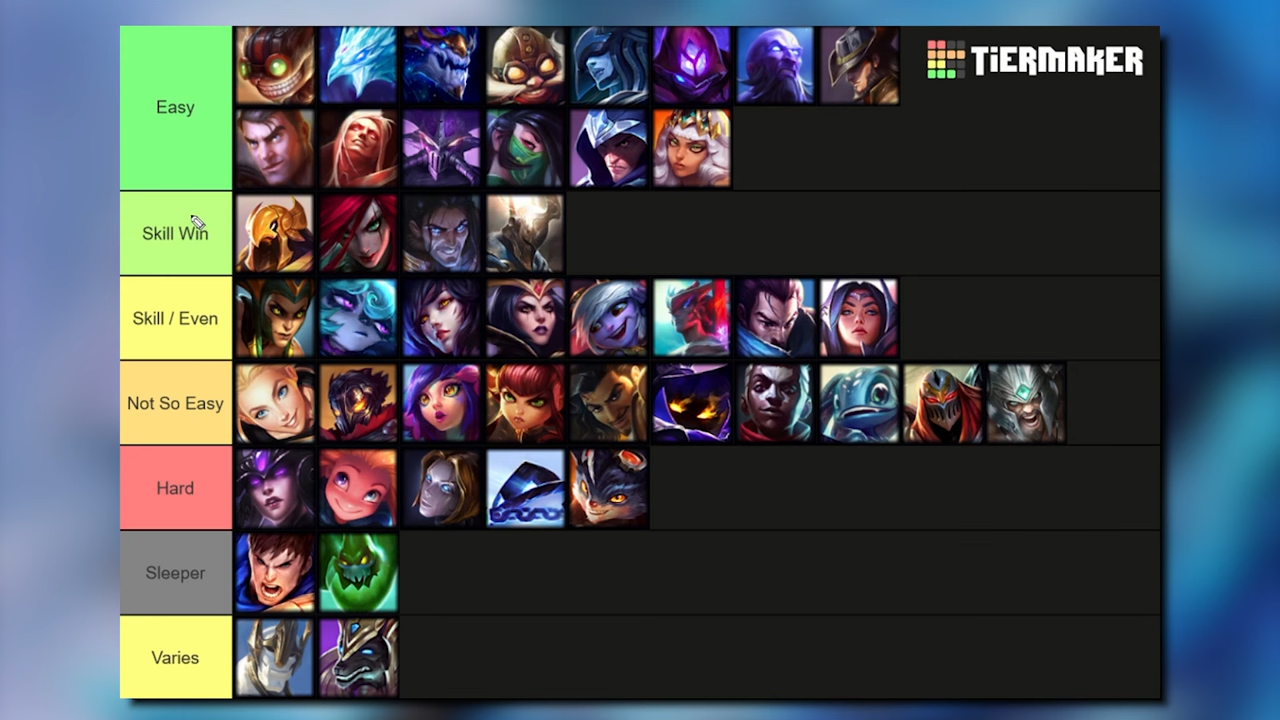 Easy
TiERMAKER
Skill Win
Skill / Even
Not So Easy
Hard
Sleeper
Varies